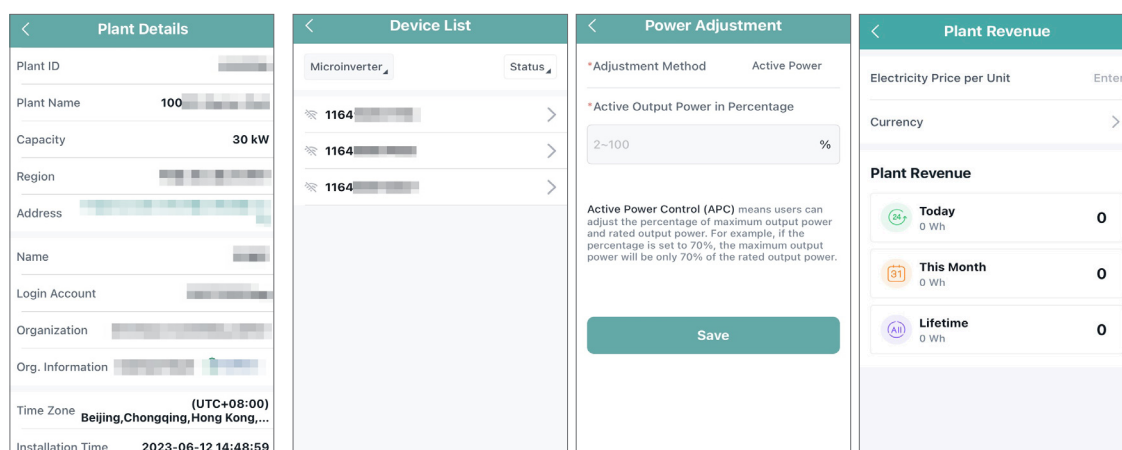 Plant Details
Plant ID
Plant Name 100
Capacity 30 kW
Region
Address
Name
Login Account
Organization
Org. Information
Time Zone (UTC+08:00)
Beijing,Chongqing,Hong Kong,...
Installation Time 2023-06-12 14:48:59
Device List
Microinverter Status
1164
1164
1164
Power Adjustment
*Adjustment Method Active Power
*Active Output Power in Percentage
2~100 %
Active Power Control (APC) means users can
adjust the percentage of maximum output power
and rated output power. For example, if the
percentage is set to 70%, the maximum output
power will be only 70% of the rated output power.
Save
Plant Revenue
Electricity Price per Unit Enter
Currency
Plant Revenue
24
Today 0
0 Wh
31
This Month 0
0 Wh
All
Lifetime 0
0 Wh